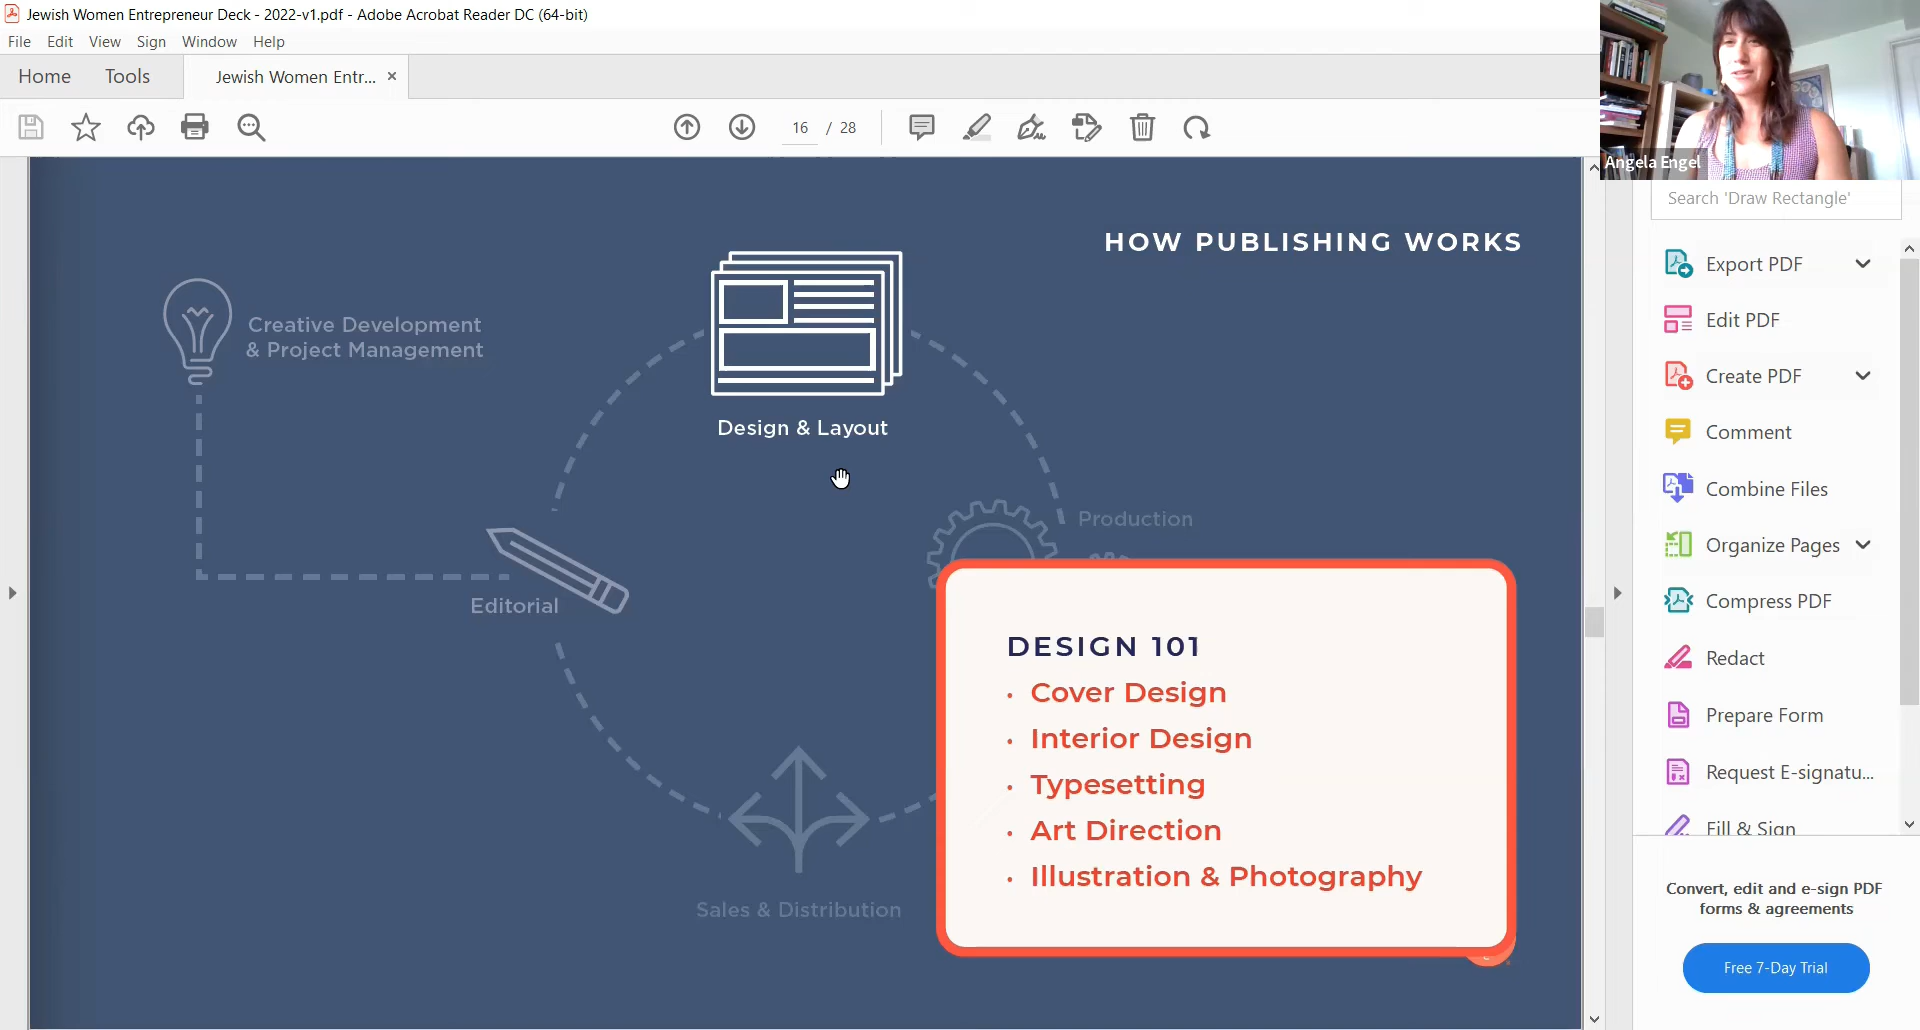 Jewish Women Entrepreneur Deck - 2022-v1.pdf - Adobe Acrobat Reader DC (64-bit)
File Edit View Sign Window Help
Home Tools Jewish Women Entr... ×
16 / 28
Angela Engel
Search 'Draw Rectangle'
HOW PUBLISHING WORKS
Creative Development
& Project Management
Design & Layout
Production
Editorial
Sales & Distribution
DESIGN 101
• Cover Design
• Interior Design
• Typesetting
• Art Direction
• Illustration & Photography
Export PDF
Edit PDF
Create PDF
Comment
Combine Files
Organize Pages
Compress PDF
Redact
Prepare Form
Request E-signatu...
Fill & Sign
Convert, edit and e-sign PDF
forms & agreements
Free 7-Day Trial